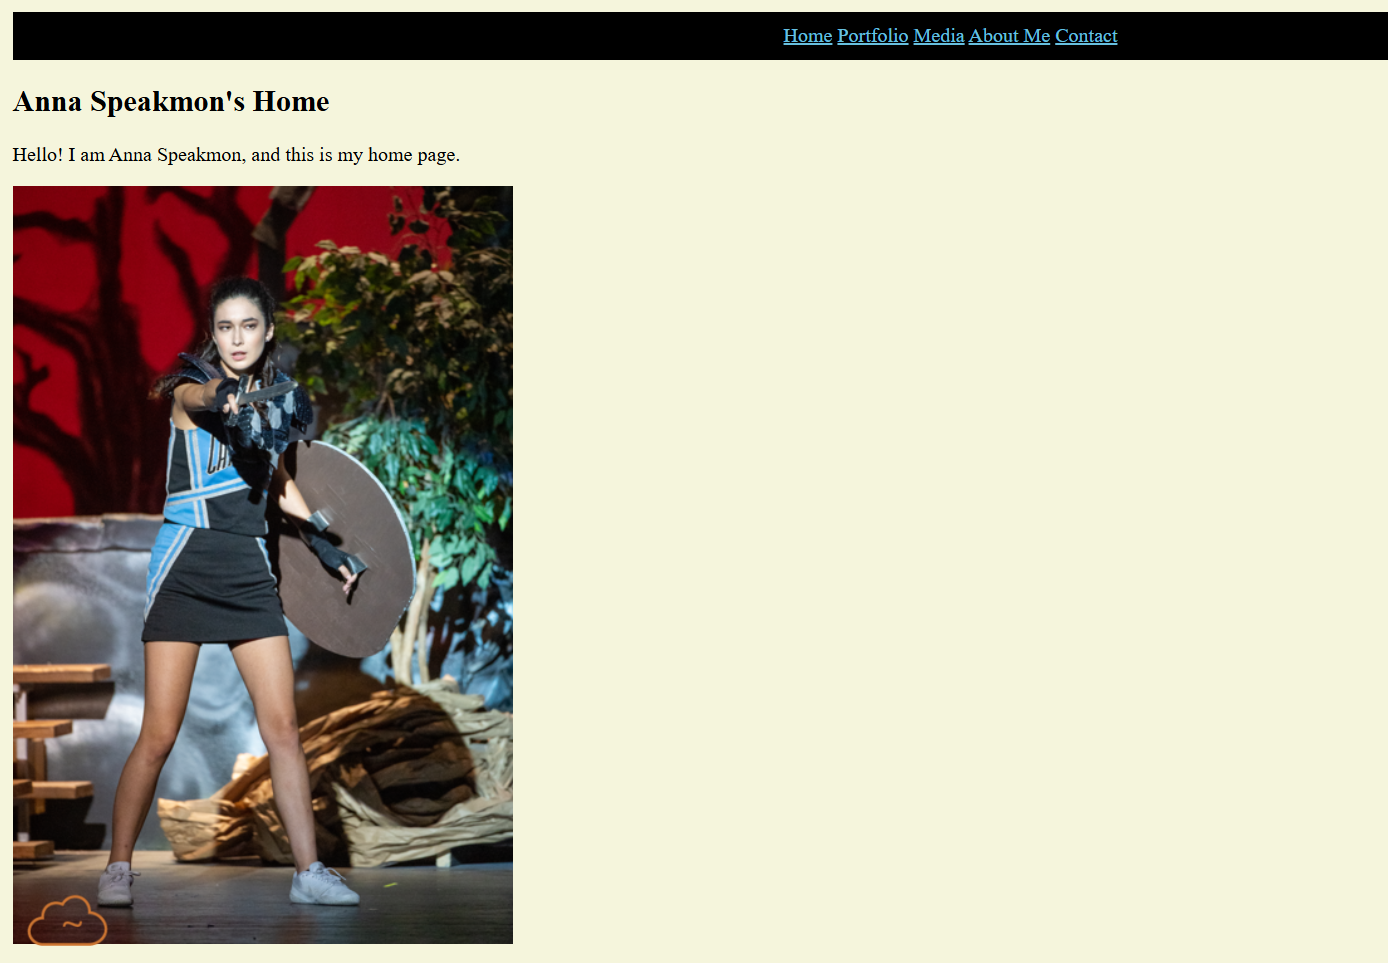 Home Portfolio Media About Me Contact
Anna Speakmon's Home
Hello! I am Anna Speakmon, and this is my home page.
~